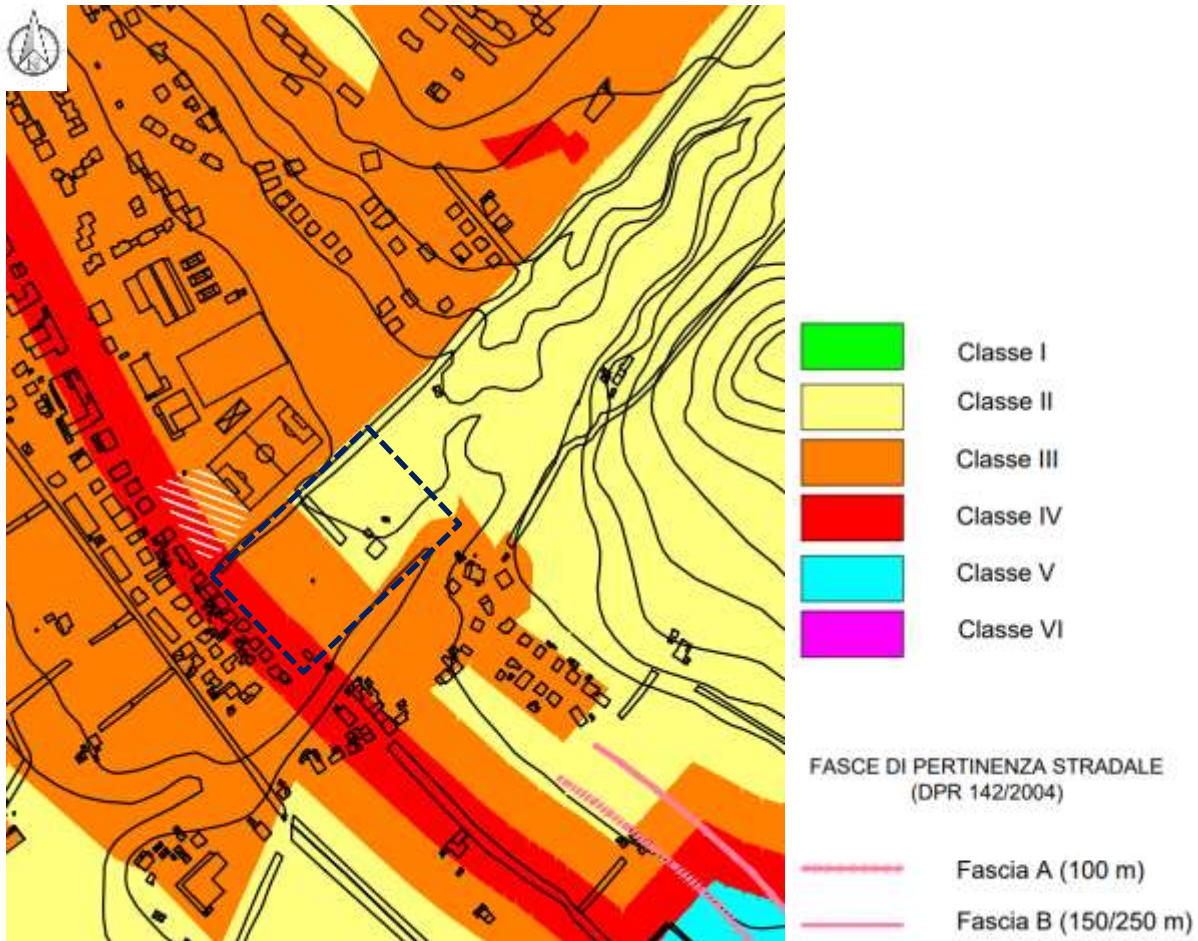 Classe I
Classe II
Classe III
Classe IV
Classe V
Classe VI
FASCE DI PERTINENZA STRADALE
(DPR 142/2004)
Fascia A (100 m)
Fascia B (150/250 m)